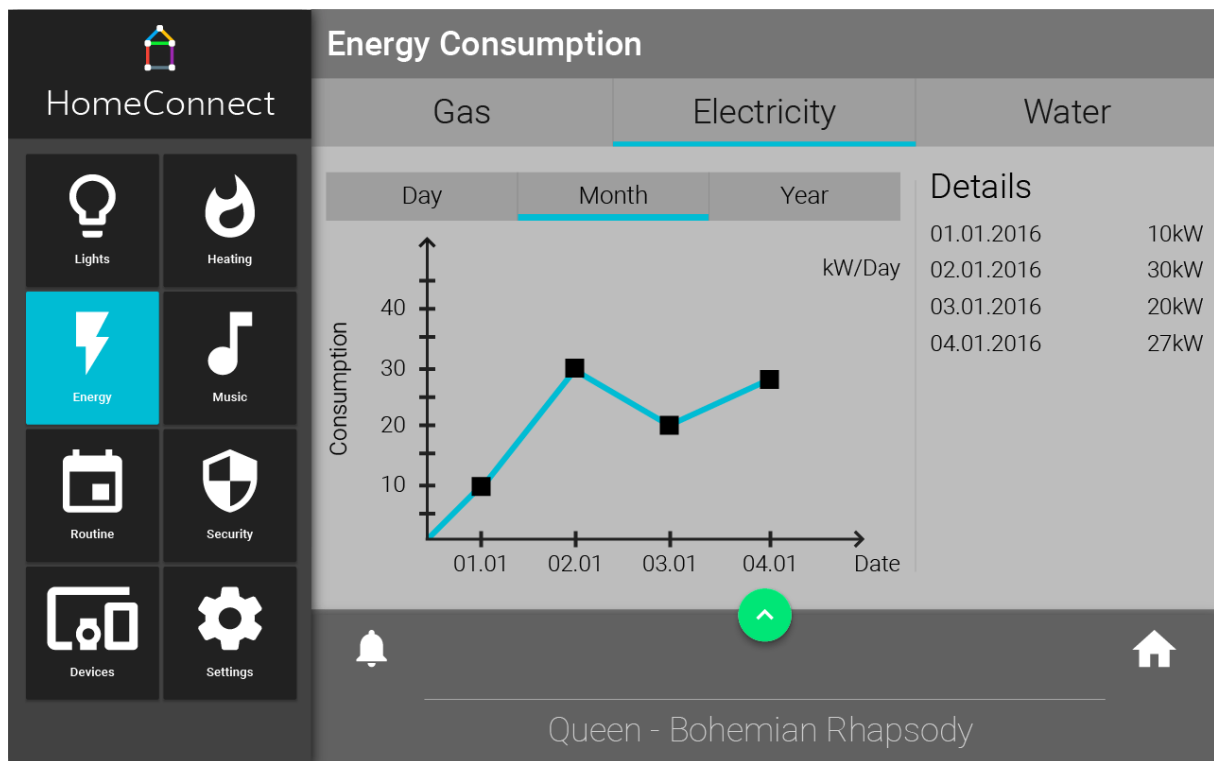 HomeConnect
Lights
Heating
Energy
Music
Routine
Security
Devices
Settings
Energy Consumption
Gas
Electricity
Water
Day
Month
Year
kW/Day
Consumption
40
30
20
10
01.01
02.01
03.01
04.01
Date
Details
01.01.2016 10kW
02.01.2016 30kW
03.01.2016 20kW
04.01.2016 27kW
Queen - Bohemian Rhapsody